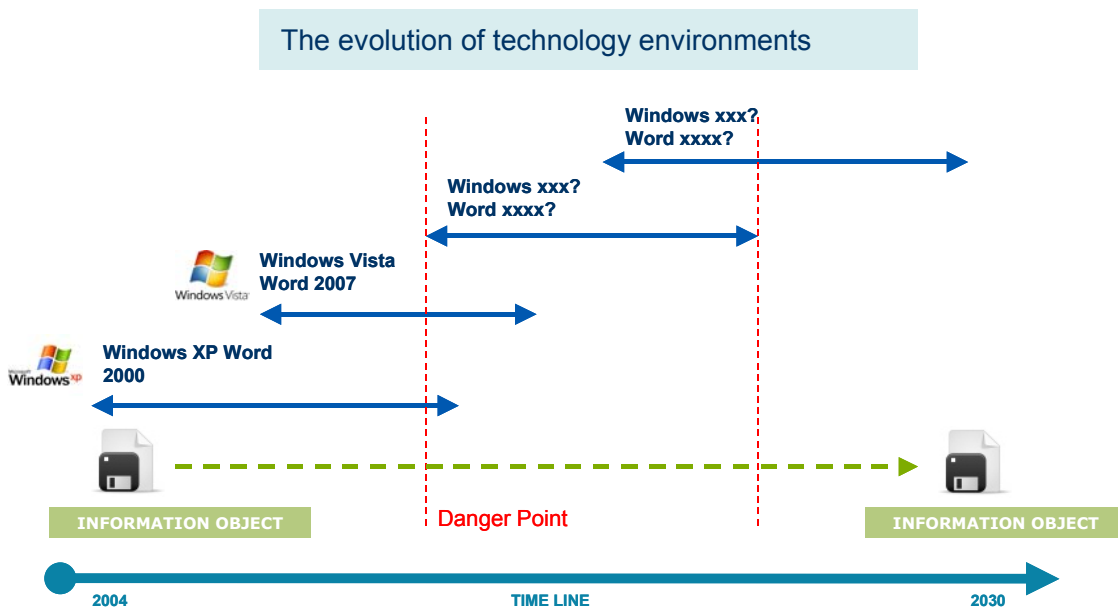 The evolution of technology environments
Windows xxx?
Word xxxx?
Windows xxx?
Word xxxx?
Windows Vista
Word 2007
Windows Vista
Windows XP Word
2000
Microsoft
Windows xp
INFORMATION OBJECT
Danger Point
INFORMATION OBJECT
2004
TIME LINE
2030